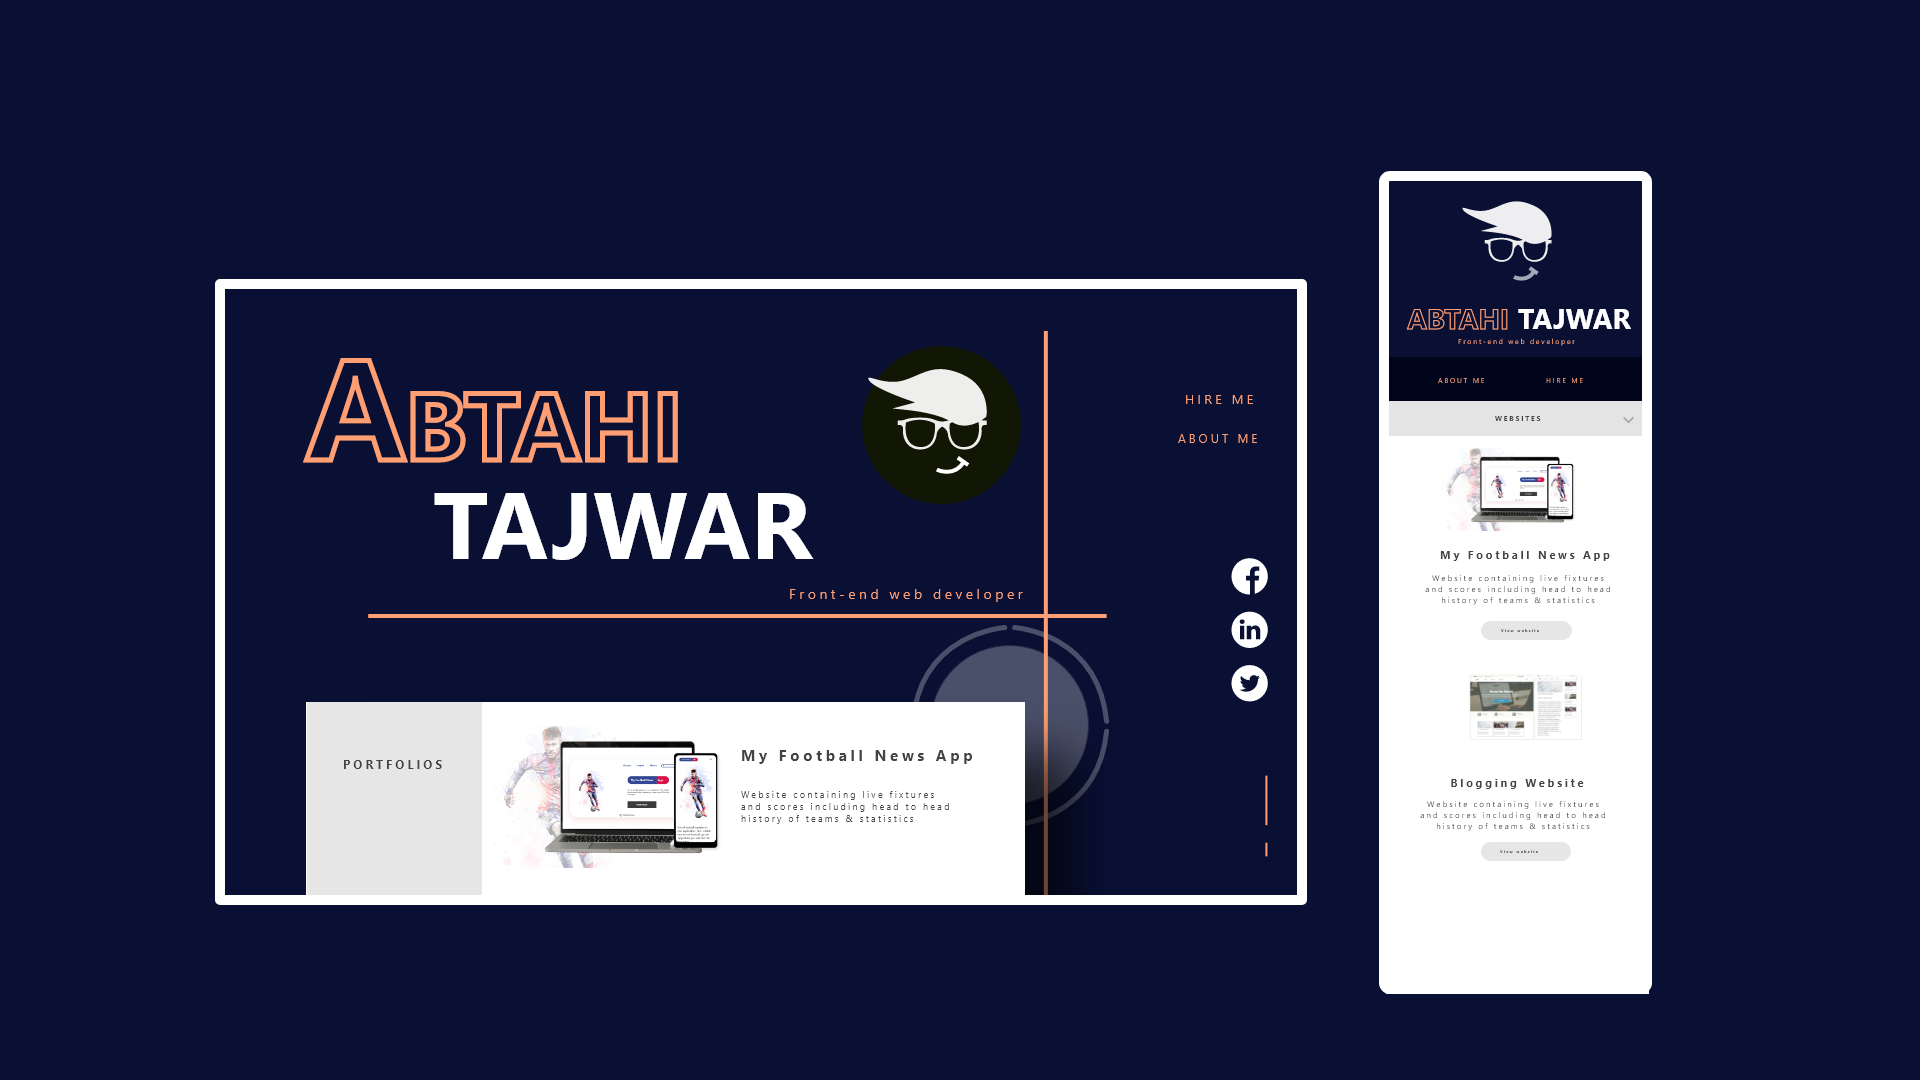 ABTAHI
TAJWAR
Front-end web developer
HIRE ME
ABOUT ME
in
PORTFOLIOS
My Football News App
Website containing live fixtures
and scores including head to head
history of teams & statistics
ABTAHI TAJWAR
Front-end web developer
ABOUT ME
HIRE ME
WEBSITES
My Football News App
Website containing live fixtures
and scores including head to head
history of teams & statistics
View website
Blogging Website
Website containing live fixtures
and scores including head to head
history of teams & statistics
View website